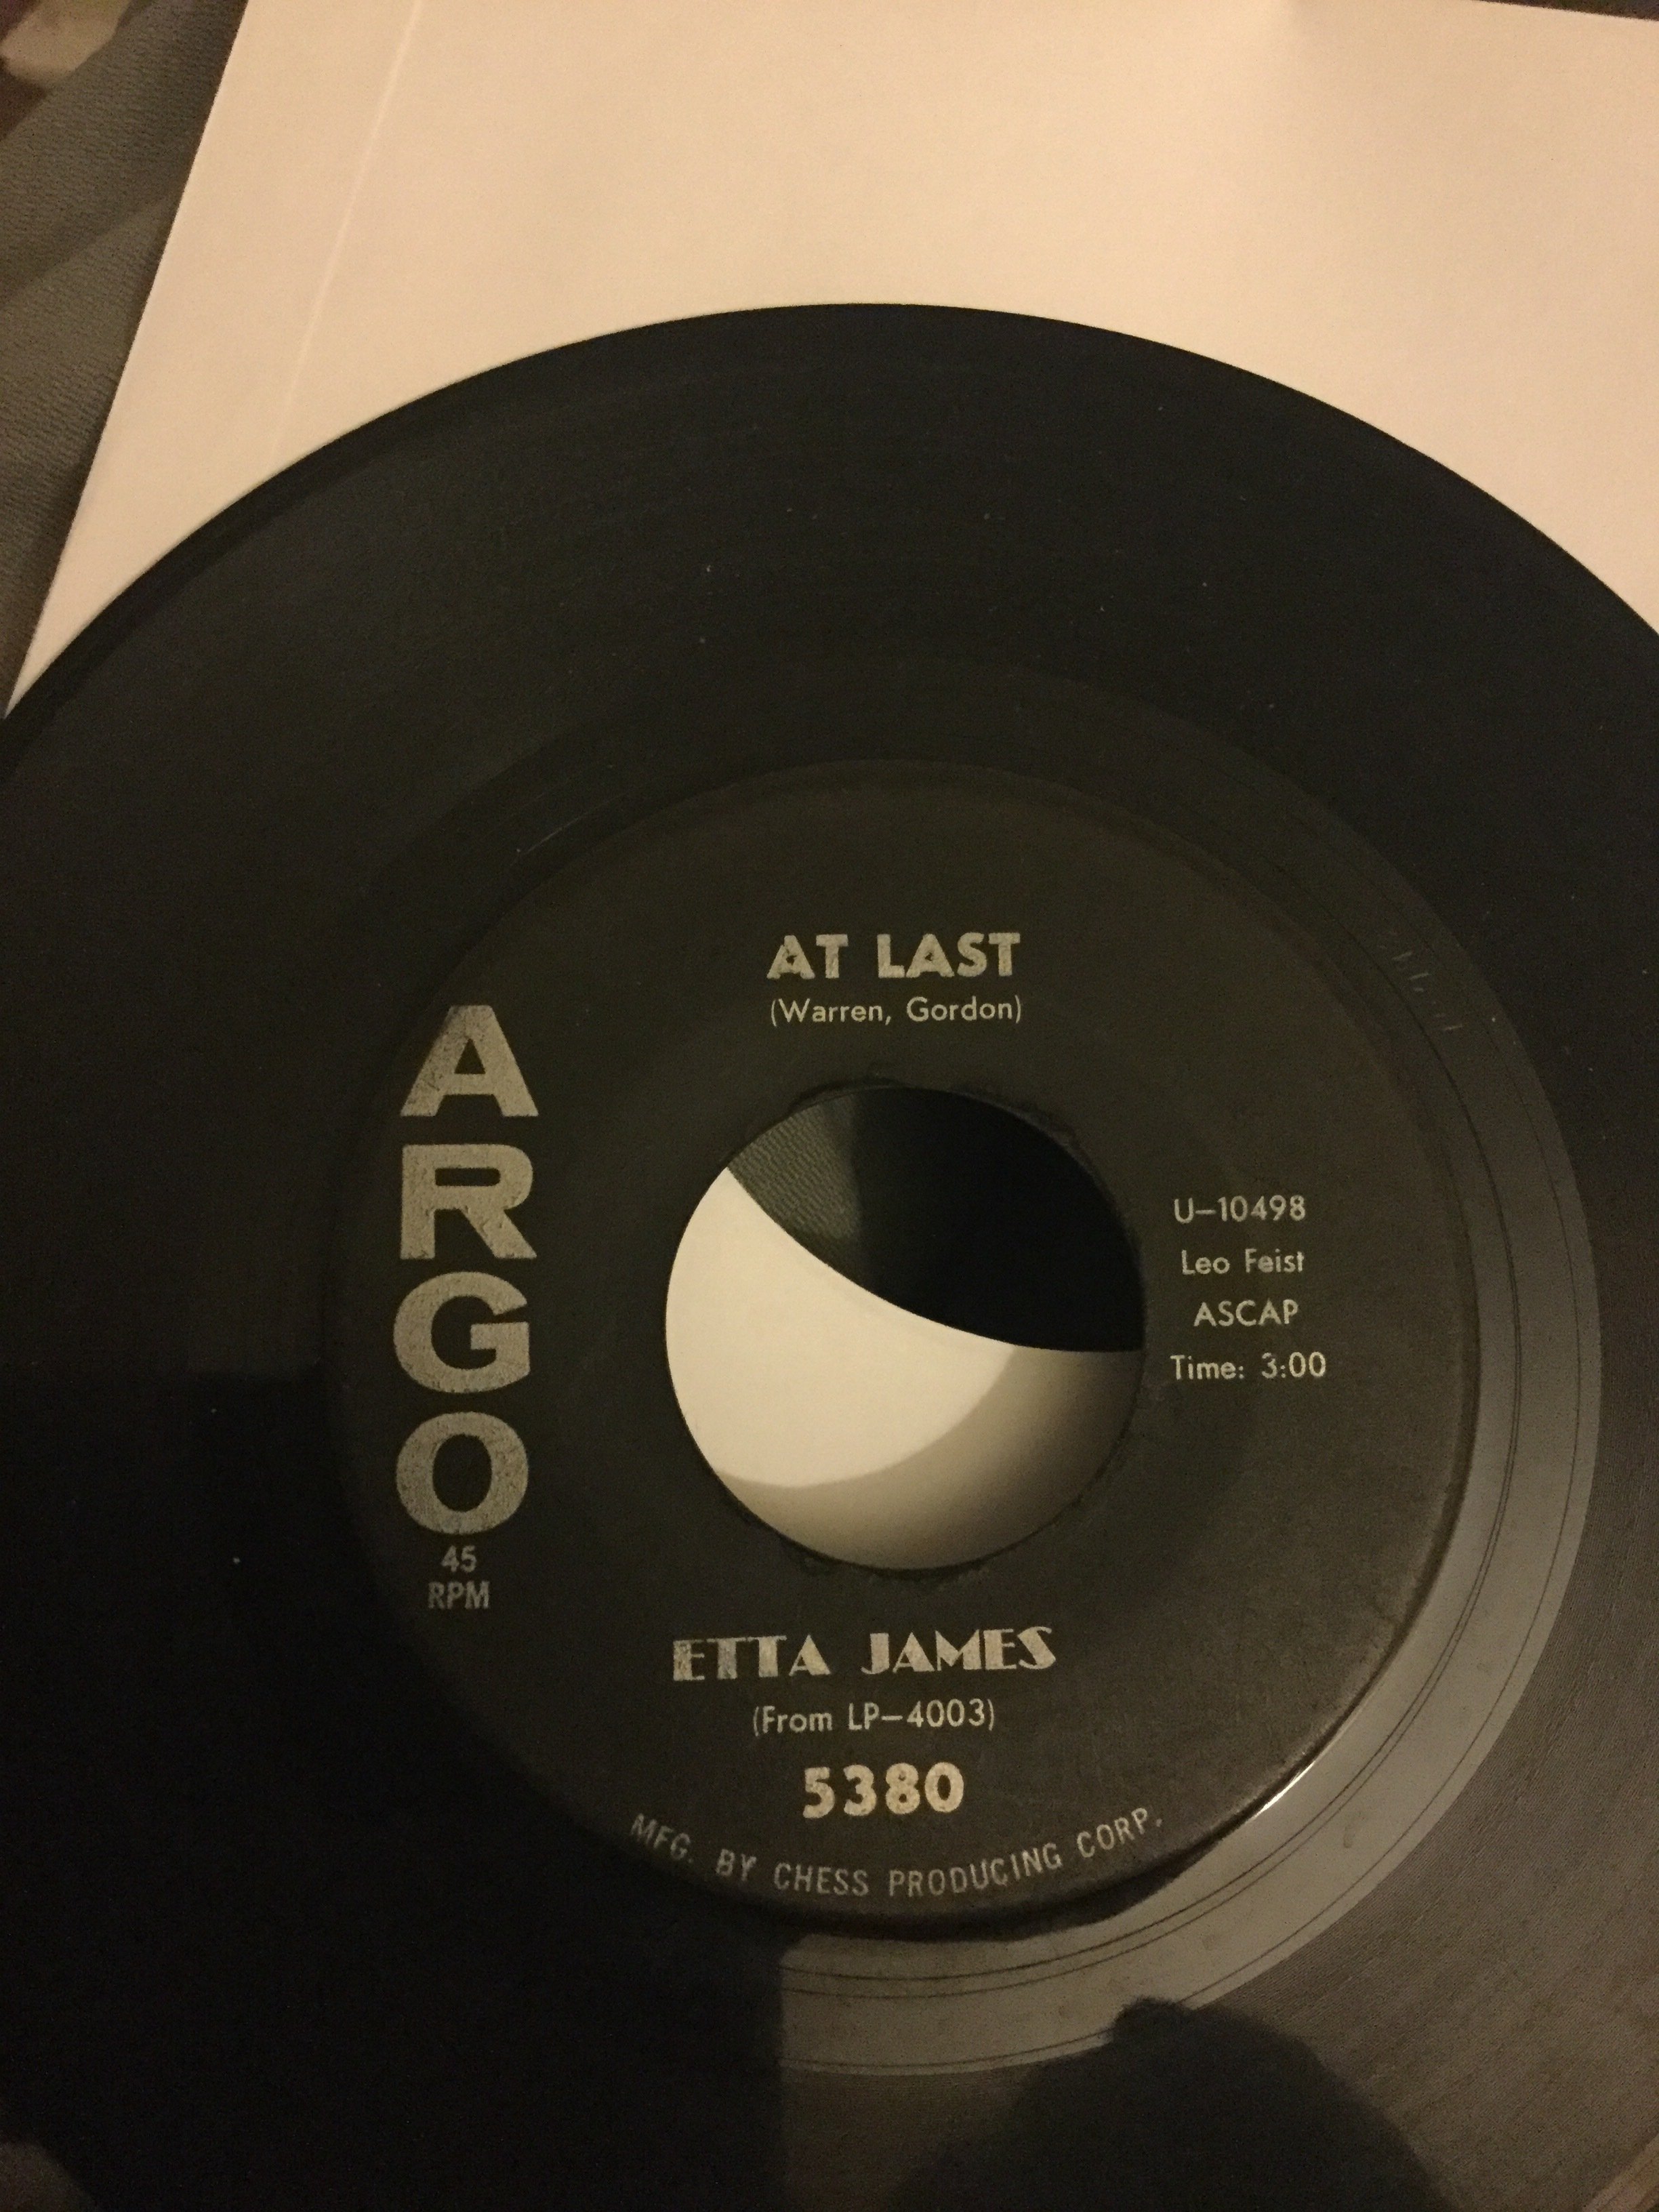 AT LAST
(Warren, Gordon)
ARGO
45
RPM
U-10498
Leo Feist
ASCAP
Time: 3:00
ETTA JAMES
(From LP-4003)
5380
MFG. BY CHESS PRODUCING CORP.